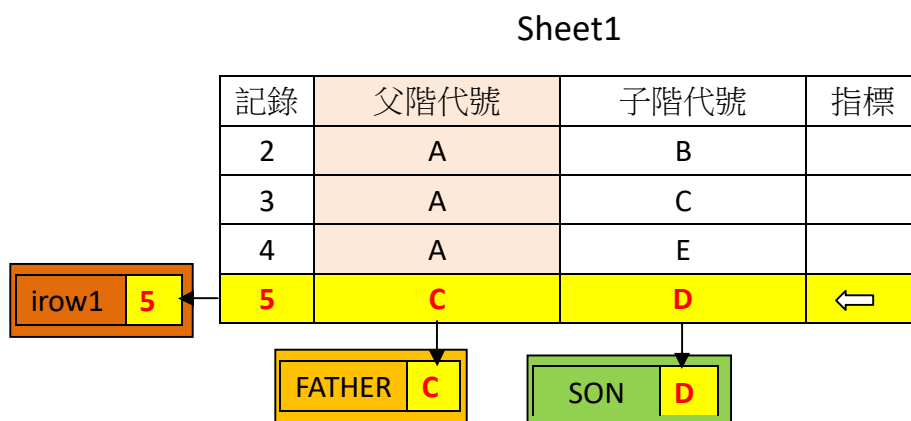 Sheet1
記錄 父階代號 子階代號 指標
2 A B
3 A C
4 A E
irow1 5 5 C D
FATHER C SON D